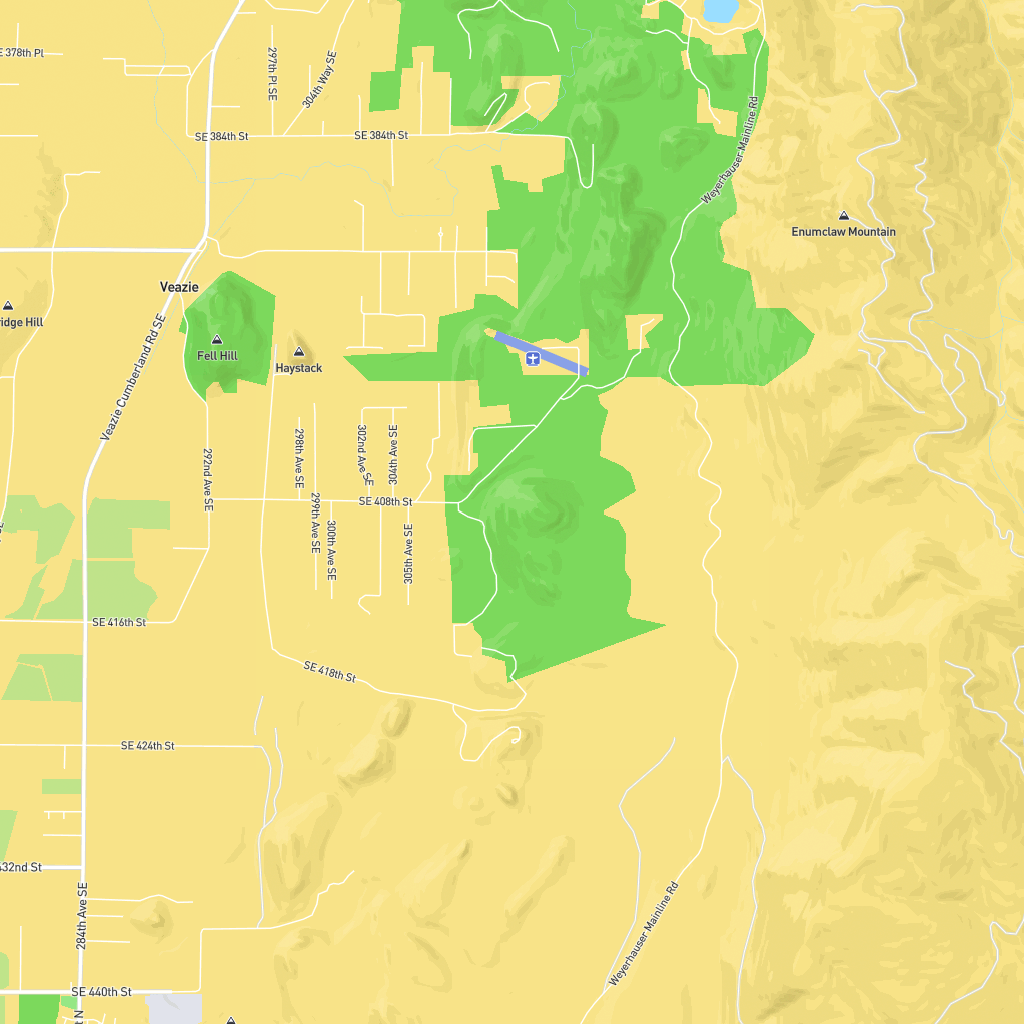 E 378th Pl
297th Pl SE
304th Way SE
SE 384th St
SE 384th St
Weyerhauser Mainline Rd
Enumclaw Mountain
Veazie
idge Hill
Fell Hill
Haystack
Veazie Cumberland Rd SE
292nd Ave SE
298th Ave SE
299th Ave SE
300th Ave SE
302nd Ave SE
304th Ave SE
SE 408th St
305th Ave SE
SE 416th St
SE 418th St
SE 424th St
432nd St
284th Ave SE
Weyerhauser Mainline Rd
SE 440th St